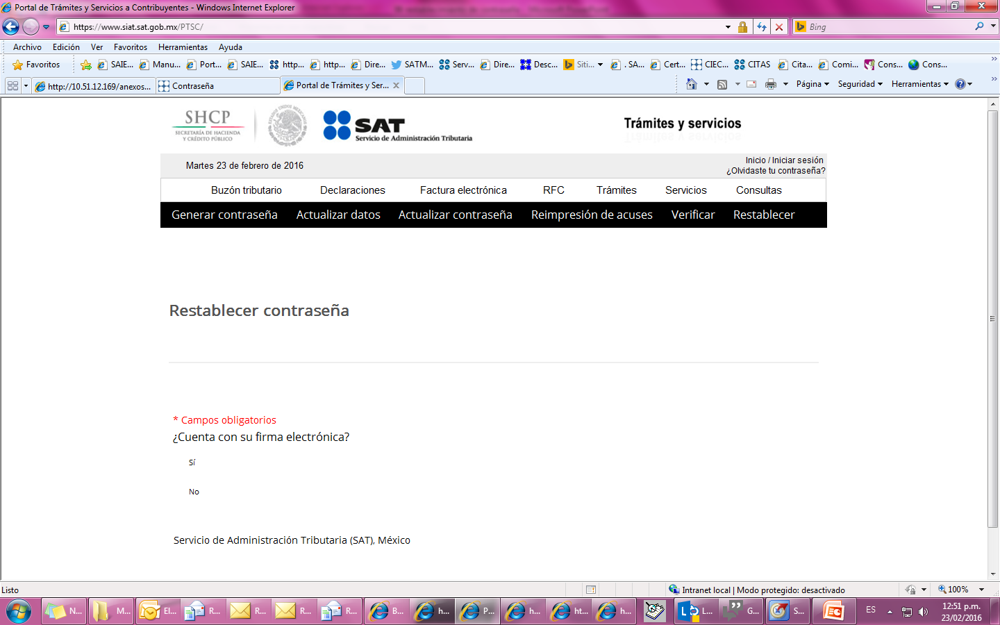 Portal de Trámites y Servicios a Contribuyentes - Windows Internet Explorer
https://www.siat.sat.gob.mx/PTSC/
Bing
Archivo Edición Ver Favoritos Herramientas Ayuda
Favoritos SAIE... Manu... Port... SAIE... http... http... Dire... SATM... Serv... Dire... Desc... Siti... . SA... Cert... CIEC... CITAS Cita... Comi... Cons... Cons...
http://10.51.12.169/anexos... Contraseña Portal de Trámites y Ser... Página Seguridad Herramientas
SHCP
SECRETARÍA DE HACIENDA
Y CRÉDITO PÚBLICO
SAT
Servicio de Administración Tributaria
Trámites y servicios
Martes 23 de febrero de 2016
Inicio / Iniciar sesión
¿Olvidaste tu contraseña?
Buzón tributario Declaraciones Factura electrónica RFC Trámites Servicios Consultas
Generar contraseña Actualizar datos Actualizar contraseña Reimpresión de acuses Verificar Restablecer
Restablecer contraseña
* Campos obligatorios
¿Cuenta con su firma electrónica?
Sí
No
Servicio de Administración Tributaria (SAT), México
Listo
Intranet local | Modo protegido: desactivado
100%
N... M... El... R... R... R... R... B... h... P... h... ht... h... L... G... S...
ES
12:51 p.m.
23/02/2016